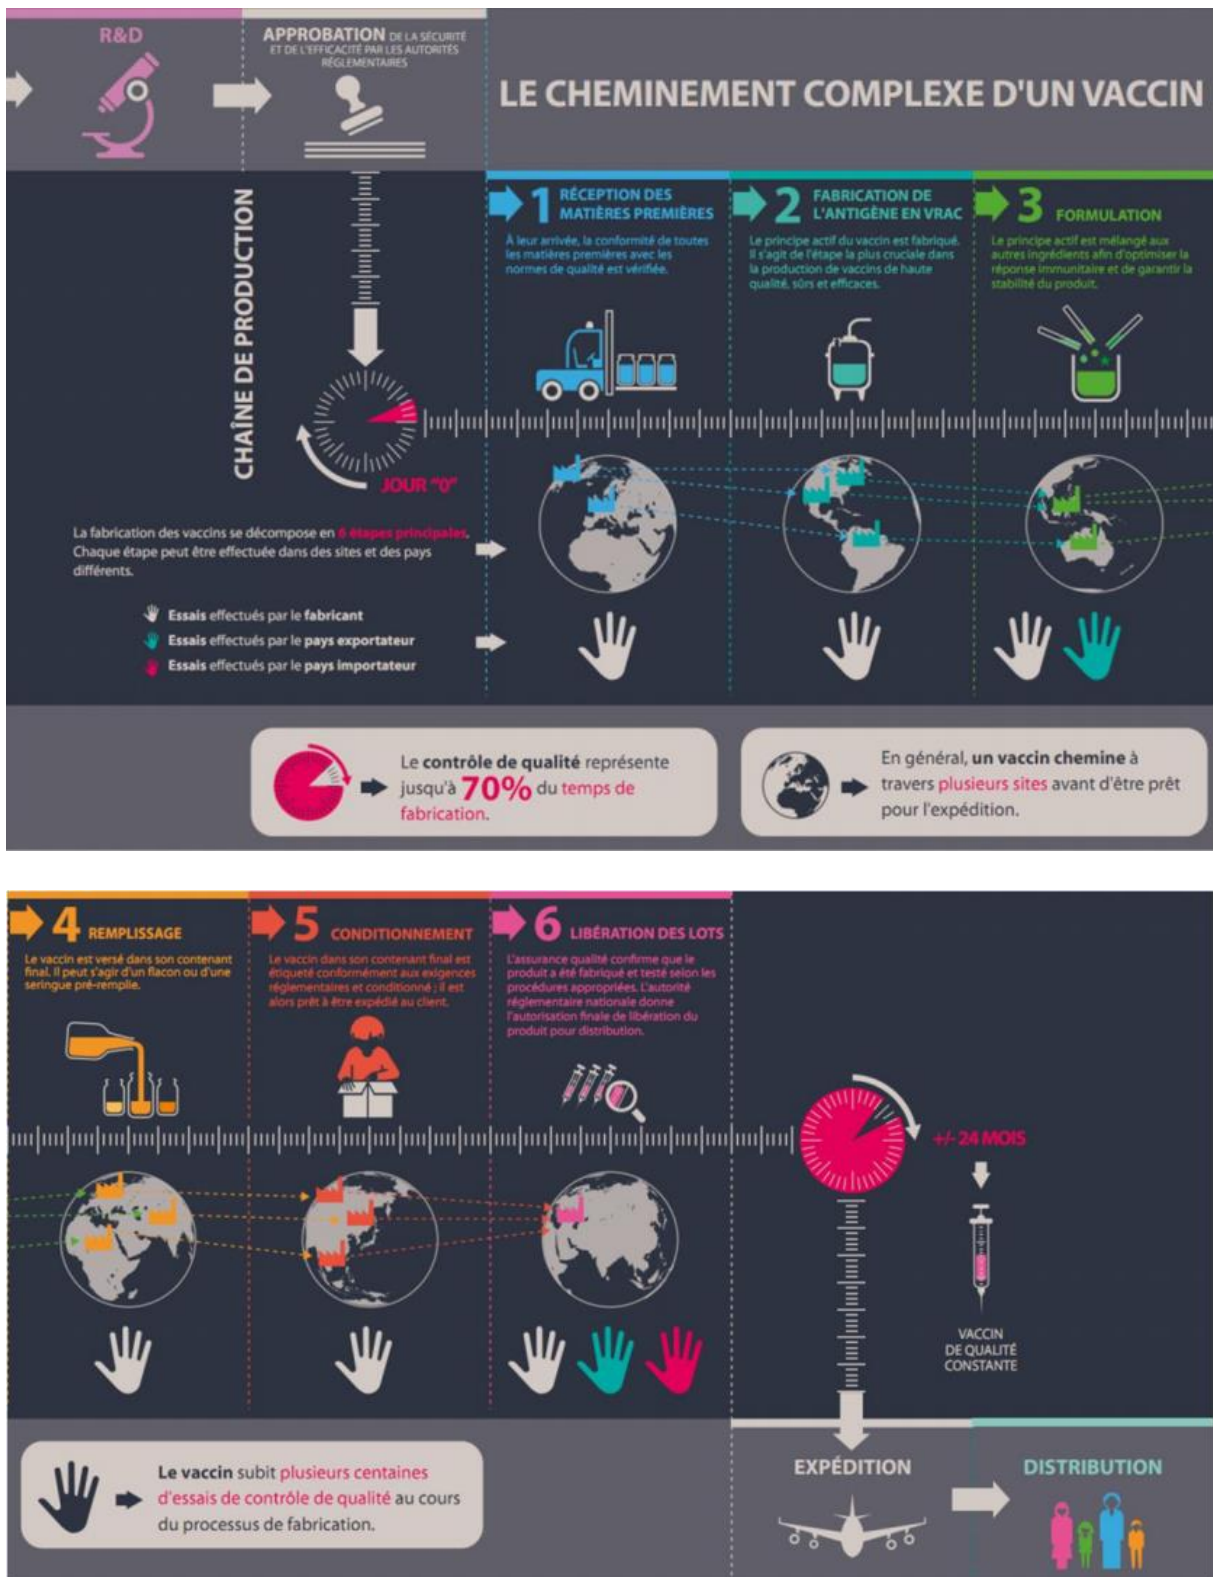 R&D
APPROBATION DE LA SÉCURITÉ
ET DE L'EFFICACITÉ PAR LES AUTORITÉS
RÉGLEMENTAIRES
LE CHEMINEMENT COMPLEXE D'UN VACCIN
CHAÎNE DE PRODUCTION
1 RÉCEPTION DES
MATIÈRES PREMIÈRES
À leur arrivée, la conformité de toutes
les matières premières avec les
normes de qualité est vérifiée.
2 FABRICATION DE
L'ANTIGÈNE EN VRAC
Le principe actif du vaccin est fabriqué.
Il s'agit de l'étape la plus cruciale dans
la production de vaccins de haute
qualité, sûrs et efficaces.
3 FORMULATION
Le principe actif est mélangé aux
autres ingrédients afin d'optimiser la
réponse immunitaire et de garantir la
stabilité du produit.
JOUR "0"
La fabrication des vaccins se décompose en 6 étapes principales.
Chaque étape peut être effectuée dans des sites et des pays
différents.
Essais effectués par le fabricant
Essais effectués par le pays exportateur
Essais effectués par le pays importateur
Le contrôle de qualité représente
jusqu'à 70% du temps de
fabrication.
En général, un vaccin chemine à
travers plusieurs sites avant d'être prêt
pour l'expédition.
4 REMPLISSAGE
Le vaccin est versé dans son contenant
final. Il peut s'agir d'un flacon ou d'une
seringue pré-remplie.
5 CONDITIONNEMENT
Le vaccin dans son contenant final est
étiqueté conformément aux exigences
réglementaires et conditionné ; il est
alors prêt à être expédié au client.
6 LIBÉRATION DES LOTS
L'assurance qualité confirme que le
produit a été fabriqué et testé selon les
procédures appropriées. L'autorité
réglementaire nationale donne
l'autorisation finale de libération du
produit pour distribution.
+/- 24 MOIS
VACCIN
DE QUALITÉ
CONSTANTE
Le vaccin subit plusieurs centaines
d'essais de contrôle de qualité au cours
du processus de fabrication.
EXPÉDITION
DISTRIBUTION